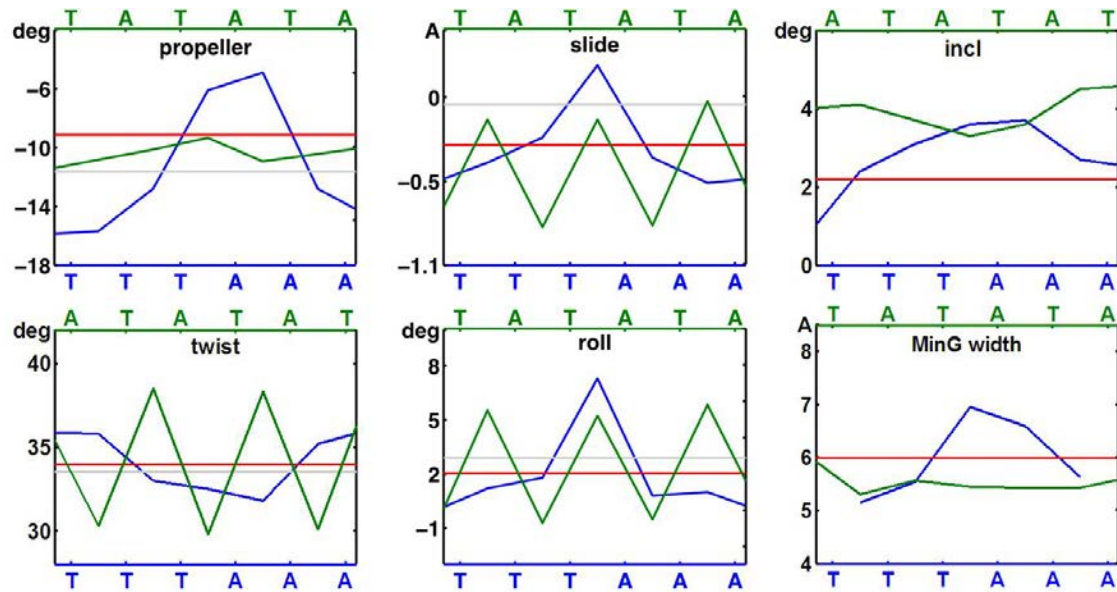 T A T A T A
deg
propeller
−6
−10
−14
−18
T T T A A A
T A T A T A
A
slide
0
−0.5
−1.1
T T T A A A
A T A T A T
deg
incl
4
2
0
T T T A A A
A T A T A T
deg
twist
40
35
30
T T T A A A
T A T A T A
deg
roll
8
5
2
−1
T T T A A A
T A T A T A
A
MinG width
8
7
6
5
4
T T T A A A